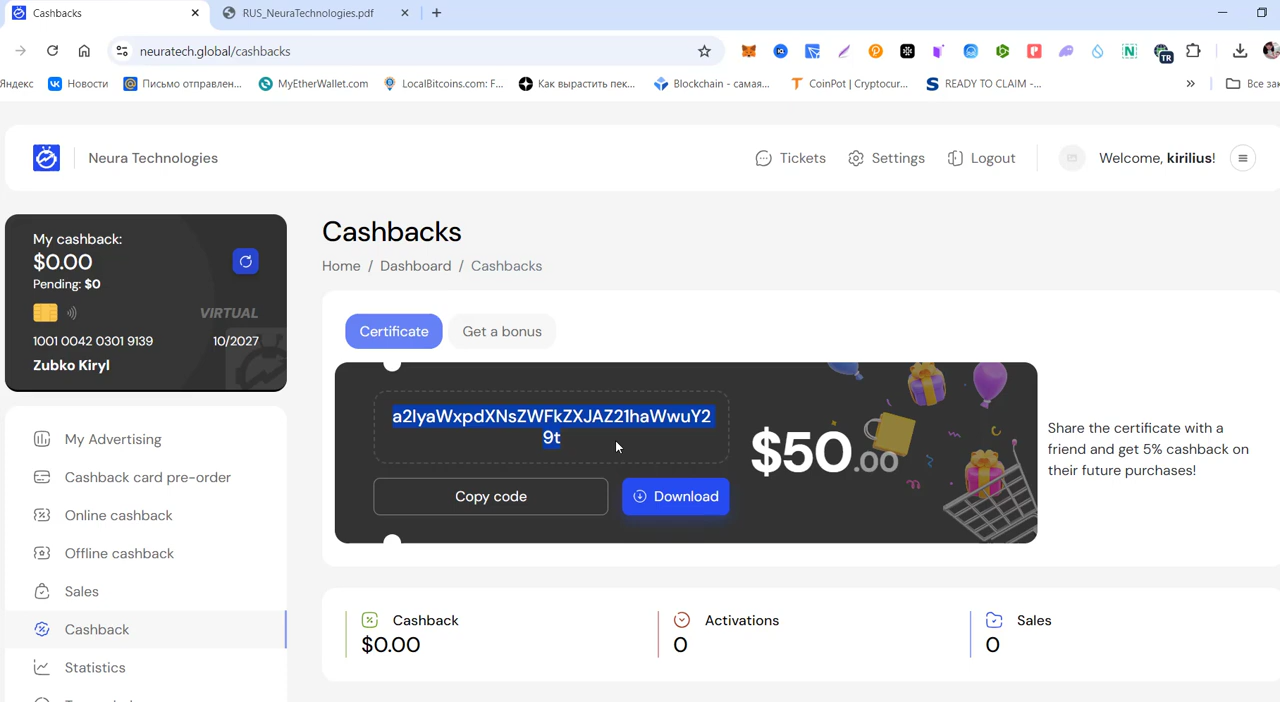 Cashbacks
RUS_NeuraTechnologies.pdf
neuratech.global/cashbacks
TR
Яндекс
Новости
Письмо отправлен...
MyEtherWallet.com
LocalBitcoins.com: F...
Как вырастить пек...
Blockchain - самая...
CoinPot | Cryptocur...
READY TO CLAIM -...
»
Все зак
Neura Technologies
Tickets
Settings
Logout
Welcome, kirilius!
My cashback:
$0.00
Pending: $0
VIRTUAL
1001 0042 0301 9139
10/2027
Zubko Kiryl
My Advertising
Cashback card pre-order
Online cashback
Offline cashback
Sales
Cashback
Statistics
Cashbacks
Home / Dashboard / Cashbacks
Certificate
Get a bonus
a2lyaWxpdXNsZWFkZXJAZ21haWwuY2
9t
Copy code
Download
$50.00
Share the certificate with a
friend and get 5% cashback on
their future purchases!
Cashback
$0.00
Activations
0
Sales
0